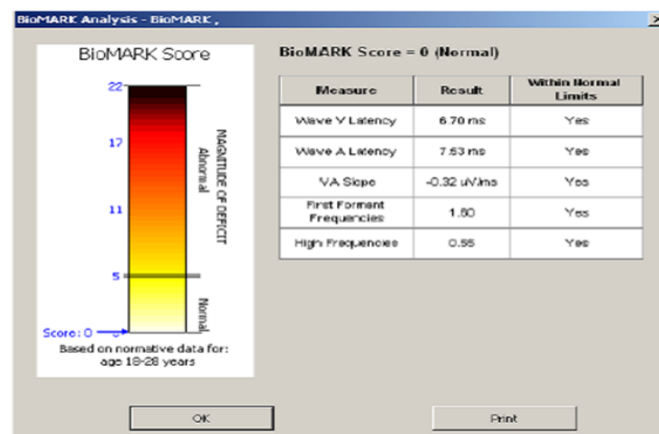 BioMARK Analysis - BioMARK ,
BioMARK Score
22
17
11
5
MAGNITUDE OF DEFICIT
Abnormal
Normal
Score: 0
Based on normative data for:
age 18-28 years
BioMARK Score = 0 (Normal)
Measure Result Within Normal Limits
Wave V Latency 6.70 ms Yes
Wave A Latency 7.53 ms Yes
VA Slope -0.32 uV/ms Yes
First Formant Frequencies 1.80 Yes
High Frequencies 0.55 Yes
OK
Print